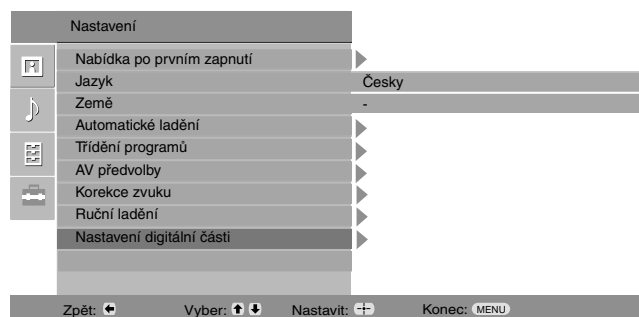 Nastavení
Nabídka po prvním zapnutí
Jazyk Česky
Země -
Automatické ladění
Třídění programů
AV předvolby
Korekce zvuku
Ruční ladění
Nastavení digitální části
Zpět: Vyber: Nastavit: Konec: MENU